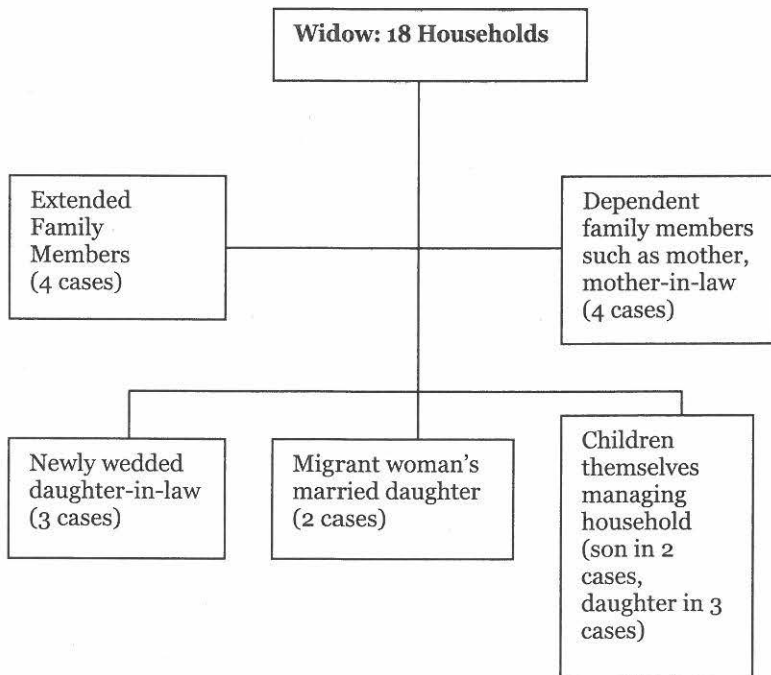 Widow: 18 Households
Extended
Family
Members
(4 cases)
Dependent
family members
such as mother,
mother-in-law
(4 cases)
Newly wedded
daughter-in-law
(3 cases)
Migrant woman's
married daughter
(2 cases)
Children
themselves
managing
household
(son in 2
cases,
daughter in 3
cases)